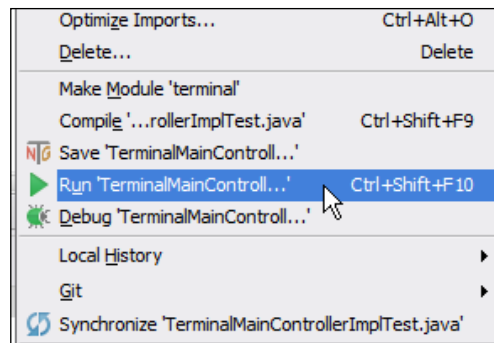 Optimize Imports... Ctrl+Alt+O
Delete... Delete
Make Module 'terminal'
Compile '...rollerImplTest.java' Ctrl+Shift+F9
Save 'TerminalMainControll...'
Run 'TerminalMainControll...' Ctrl+Shift+F10
Debug 'TerminalMainControll...'
Local History
Git
Synchronize 'TerminalMainControllerImplTest.java'